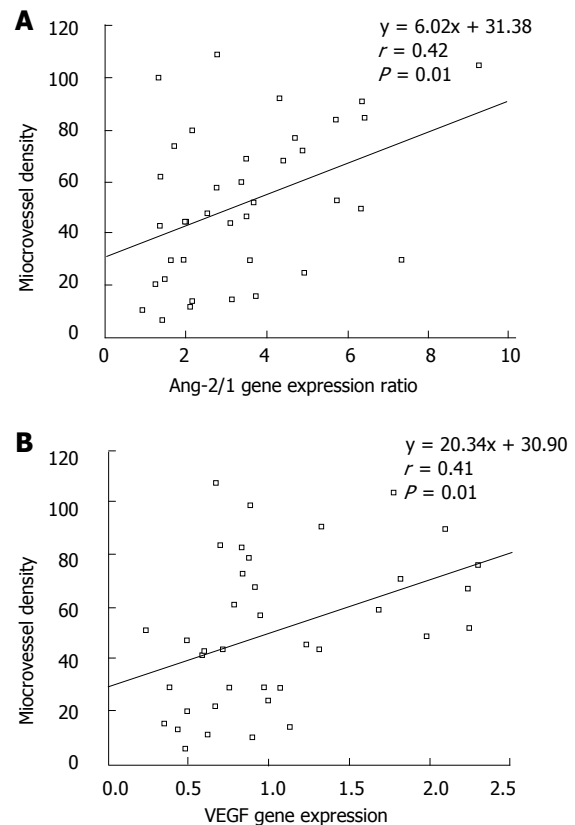 A
y = 6.02x + 31.38
r = 0.42
P = 0.01
120
100
80
60
40
20
0
Miocrovessel density
0 2 4 6 8 10
Ang-2/1 gene expression ratio
B
y = 20.34x + 30.90
r = 0.41
P = 0.01
120
100
80
60
40
20
0
Miocrovessel density
0.0 0.5 1.0 1.5 2.0 2.5
VEGF gene expression